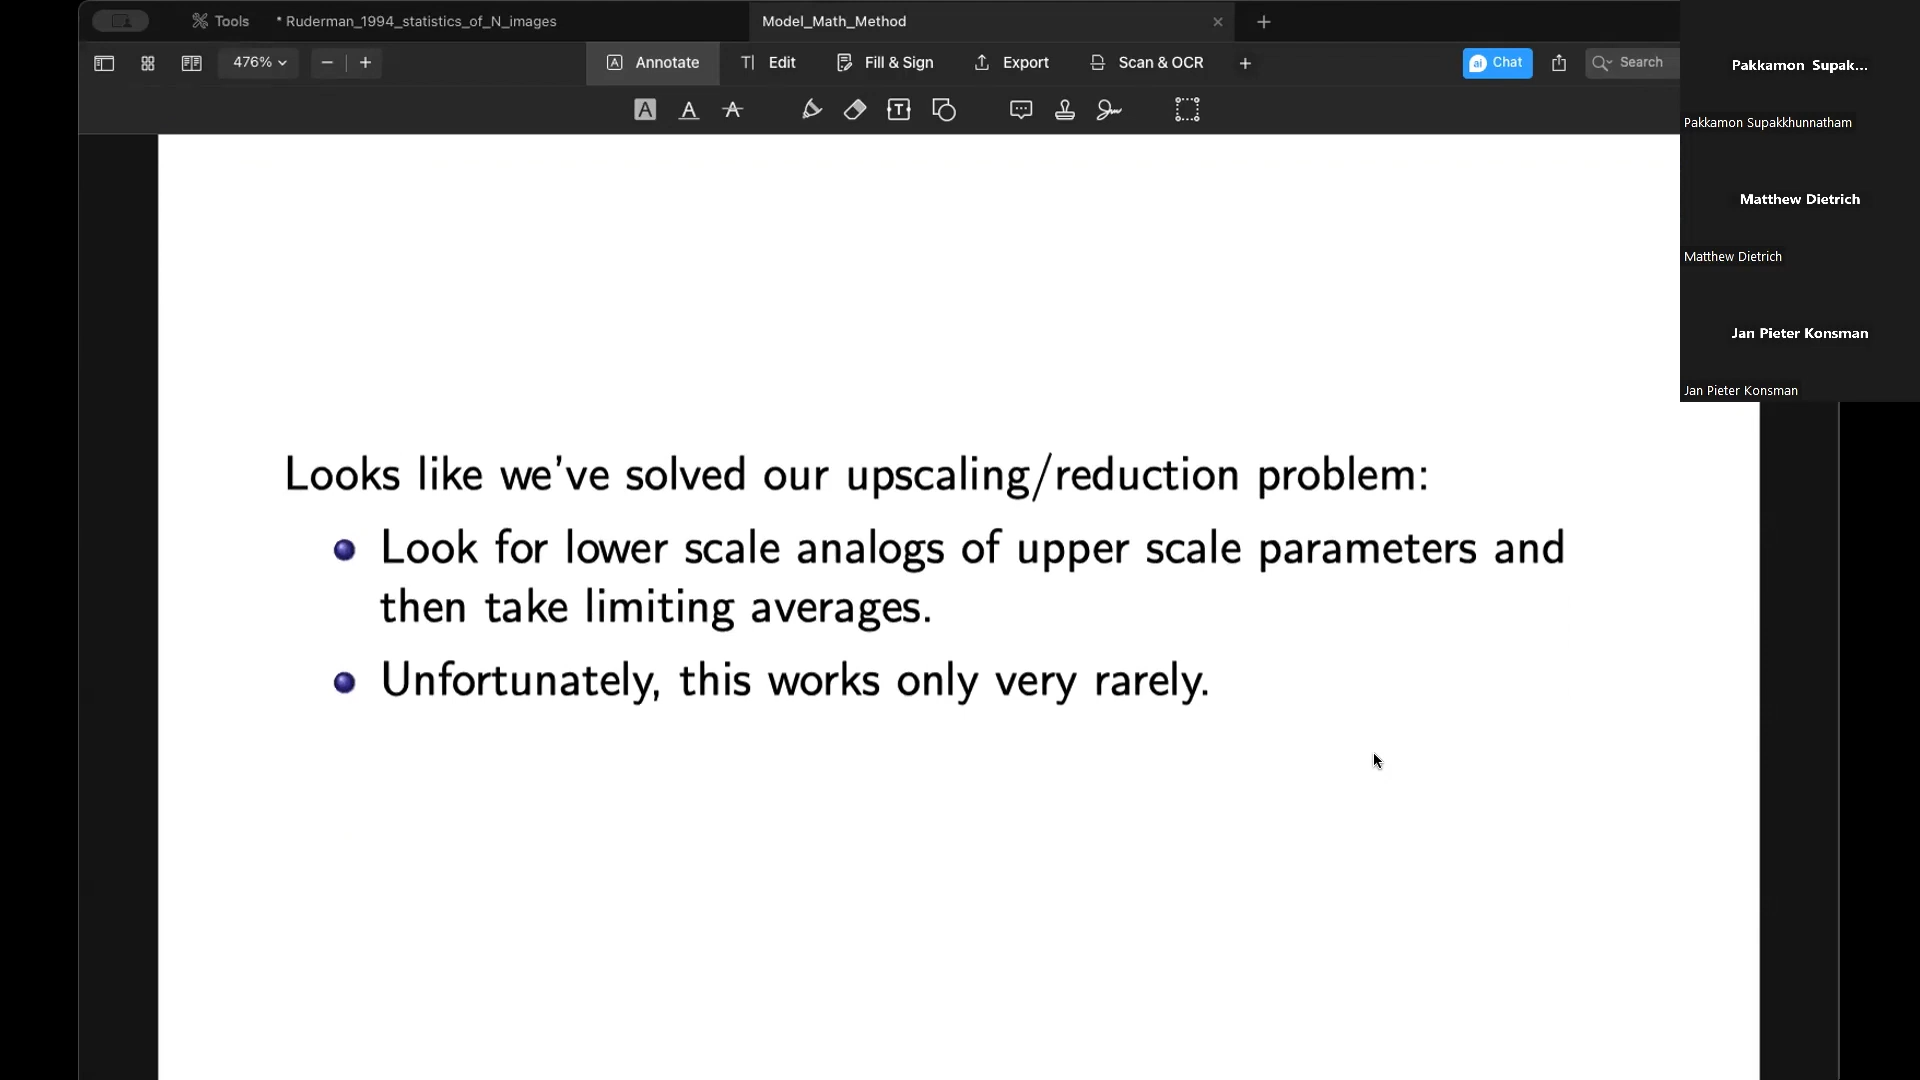 Tools
* Ruderman_1994_statistics_of_N_images
Model_Math_Method
476%
Annotate
Edit
Fill & Sign
Export
Scan & OCR
ai Chat
Search
Pakkamon Supak...
Pakkamon Supakkhunnatham
Matthew Dietrich
Matthew Dietrich
Jan Pieter Konsman
Jan Pieter Konsman
Looks like we've solved our upscaling/reduction problem:
Look for lower scale analogs of upper scale parameters and
then take limiting averages.
Unfortunately, this works only very rarely.